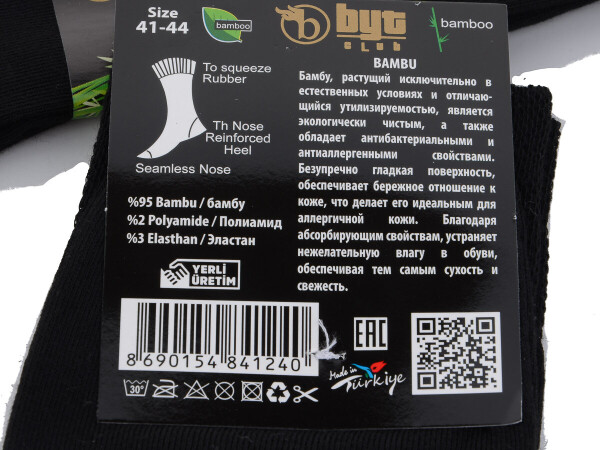 Size
41-44
bamboo
byt
club
bamboo
To squeeze
Rubber
Th Nose
Reinforced
Heel
Seamless Nose
%95 Bambu / бамбу
%2 Polyamide / Полиамид
%3 Elasthan / Эластан
YERLİ
ÜRETİM
BAMBU
Бамбу, растущий исключительно в
естественных условиях и отличаю-
щийся утилизируемостью, является
экологически чистым, а также
обладает антибактериальными и
антиаллергенными свойствами.
Безупречно гладкая поверхность,
обеспечивает бережное отношение к
коже, что делает его идеальным для
аллергичной кожи. Благодаря
абсорбирующим свойствам, устраняет
нежелательную влагу в обуви,
обеспечивая тем самым сухость и
свежесть.
8 690154 841240
EAC
Made in
Türkiye
30°